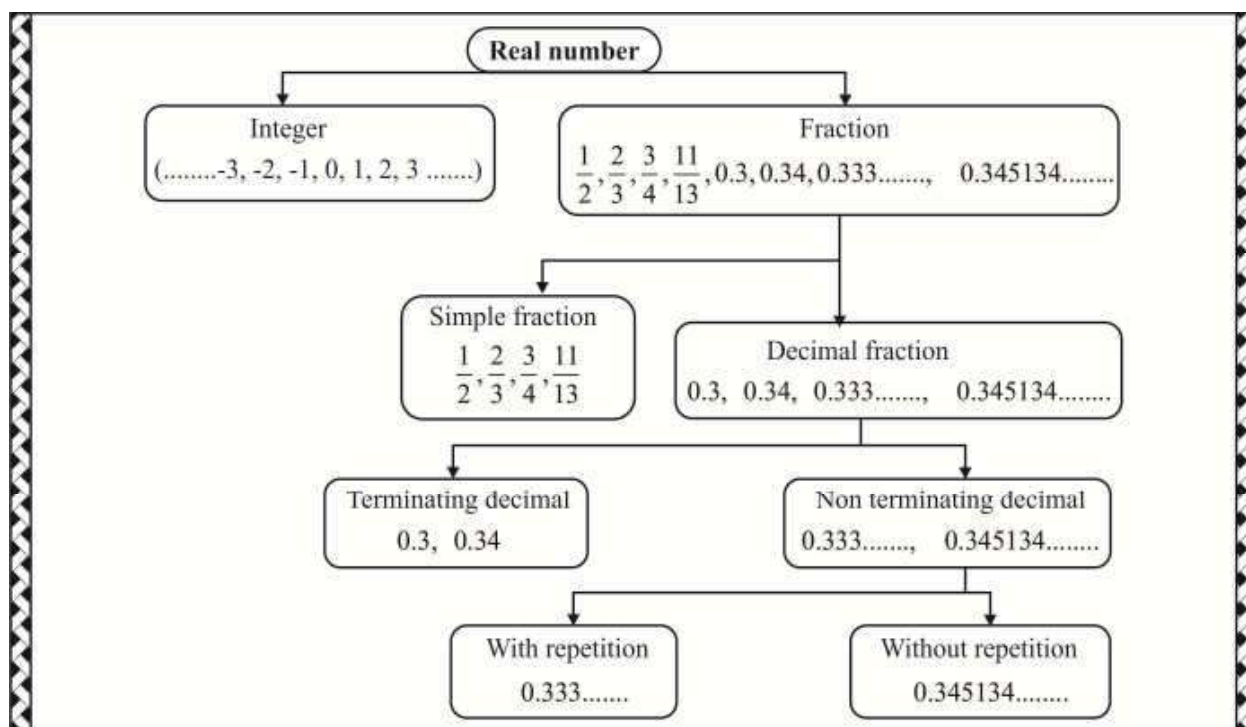 Real number
Integer
(........-3, -2, -1, 0, 1, 2, 3 .......)
Fraction
1/2, 2/3, 3/4, 11/13, 0.3, 0.34, 0.333......., 0.345134........
Simple fraction
1/2, 2/3, 3/4, 11/13
Decimal fraction
0.3, 0.34, 0.333......., 0.345134........
Terminating decimal
0.3, 0.34
Non terminating decimal
0.333......., 0.345134........
With repetition
0.333.......
Without repetition
0.345134........